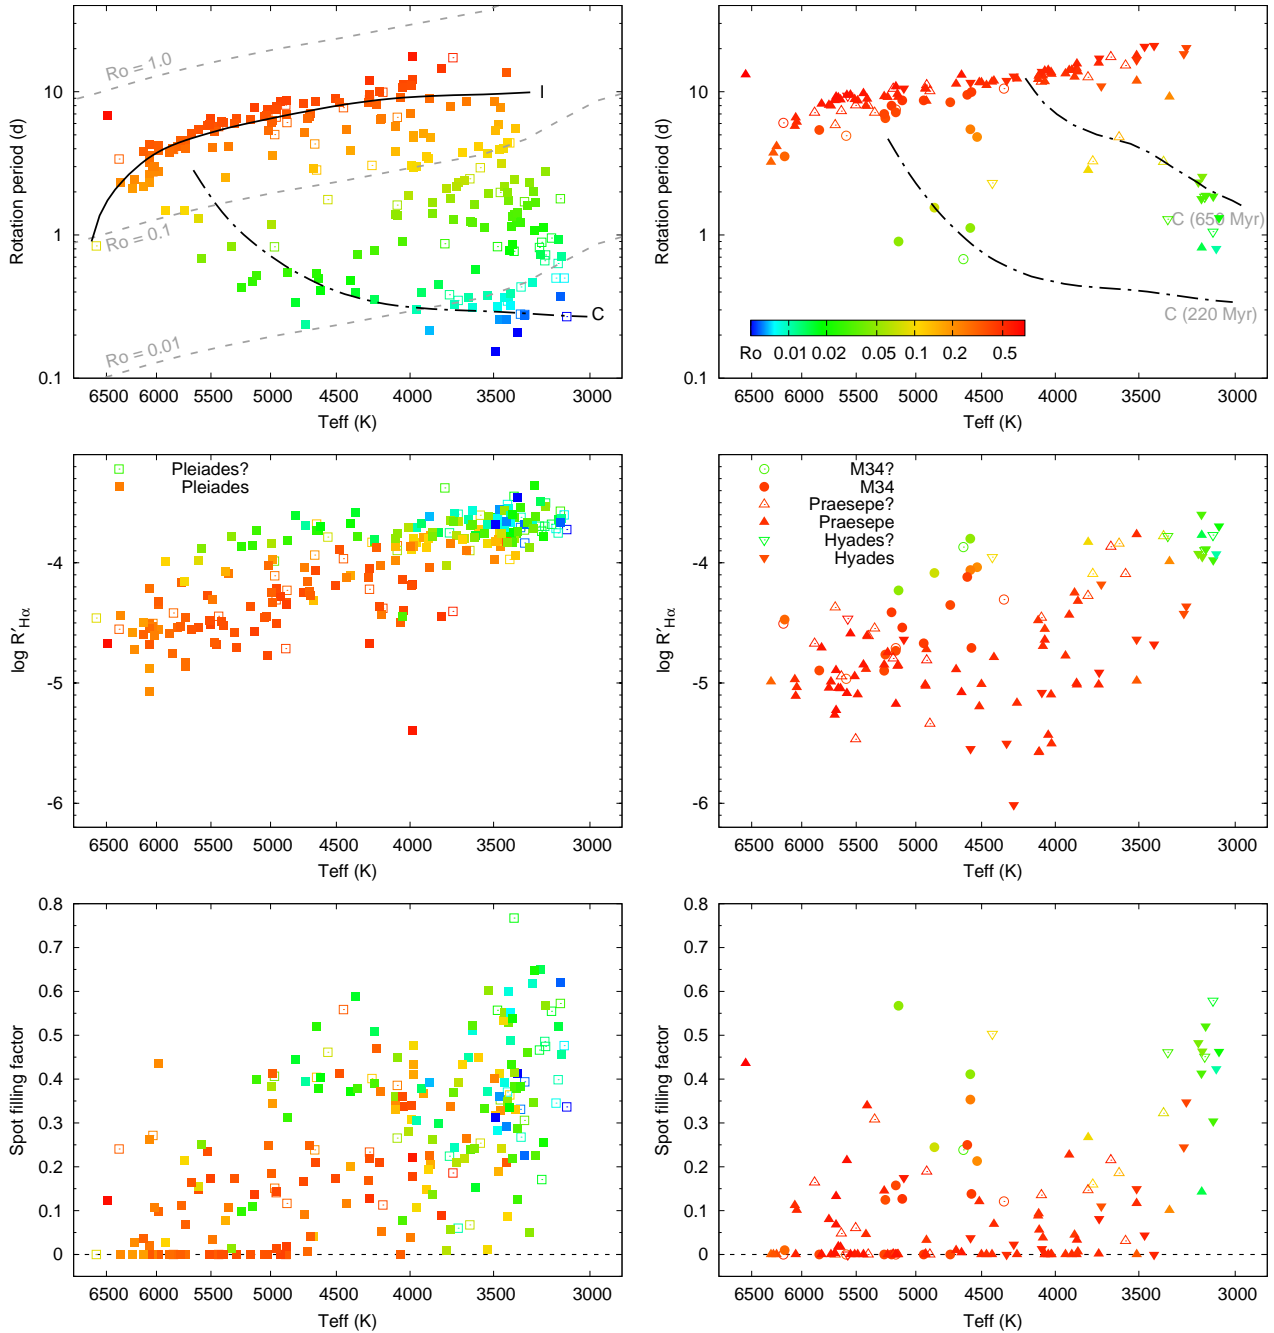 10
1
0.1
Rotation period (d)
Ro = 1.0
Ro = 0.1
Ro = 0.01
I
C
6500 6000 5000 4500 4000 3500 3000
Teff (K)
10
1
0.1
Rotation period (d)
C (650 Myr)
C (220 Myr)
Ro 0.01 0.02 0.05 0.1 0.2 0.5
6500 6000 5000 4500 4000 3500 3000
Teff (K)
-4
-5
-6
log R′Hα
Pleiades?
Pleiades
6500 6000 5000 4500 4000 3500 3000
Teff (K)
-4
-5
-6
log R′Hα
M34?
M34
Praesepe?
Praesepe
Hyades?
Hyades
6500 6000 5000 4500 4000 3500 3000
Teff (K)
0.8
0.7
0.6
0.5
0.4
0.3
0.2
0.1
0
Spot filling factor
6500 6000 5000 4500 4000 3500 3000
Teff (K)
0.8
0.7
0.6
0.5
0.4
0.3
0.2
0.1
0
Spot filling factor
6500 6000 5000 4500 4000 3500 3000
Teff (K)